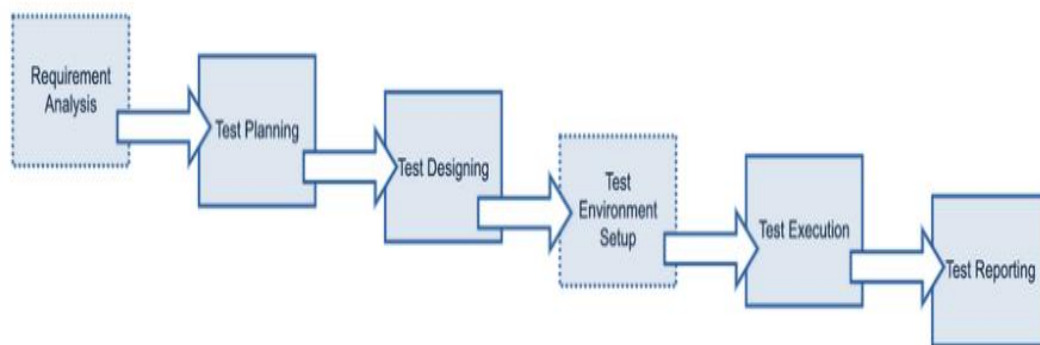 Requirement
Analysis
Test Planning
Test Designing
Test
Environment
Setup
Test Execution
Test Reporting